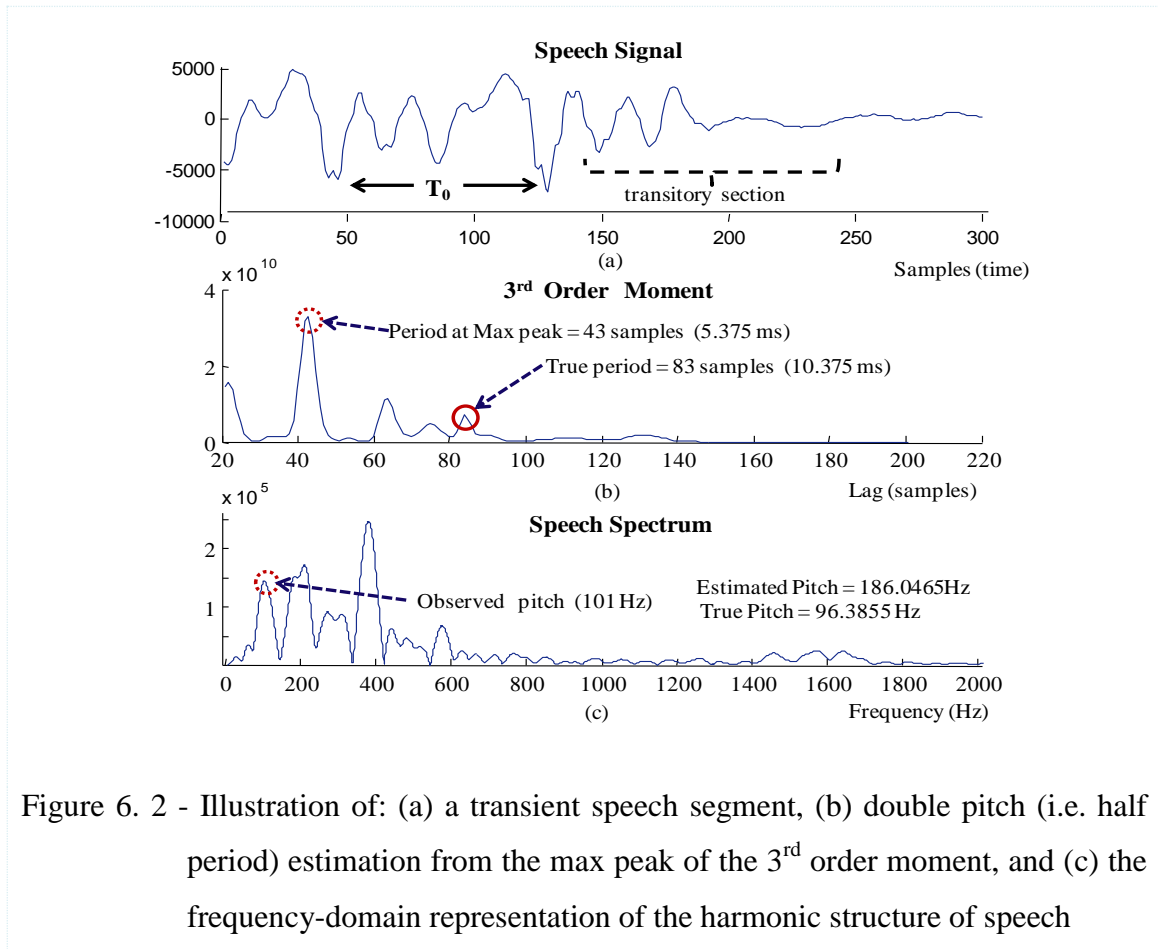 Speech Signal
5000
0
-5000
-10000
T0
transitory section
0 50 100 150 200 250 300
(a)
Samples (time)
x 10^10
3rd Order Moment
4
2
0
Period at Max peak = 43 samples (5.375 ms)
True period = 83 samples (10.375 ms)
20 40 60 80 100 120 140 160 180 200 220
(b)
Lag (samples)
x 10^5
Speech Spectrum
2
1
Observed pitch (101 Hz)
Estimated Pitch = 186.0465Hz
True Pitch = 96.3855 Hz
0 200 400 600 800 1000 1200 1400 1600 1800 2000
(c)
Frequency (Hz)
Figure 6. 2 - Illustration of: (a) a transient speech segment, (b) double pitch (i.e. half
period) estimation from the max peak of the 3rd order moment, and (c) the
frequency-domain representation of the harmonic structure of speech